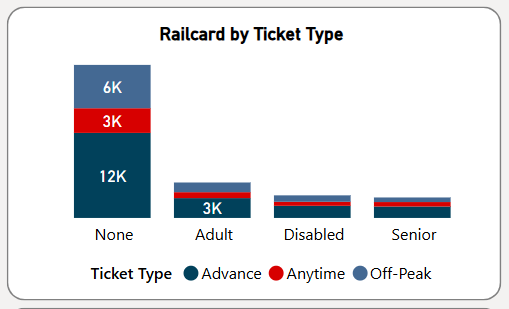 Railcard by Ticket Type
6K
3K
12K
3K
None Adult Disabled Senior
Ticket Type Advance Anytime Off-Peak